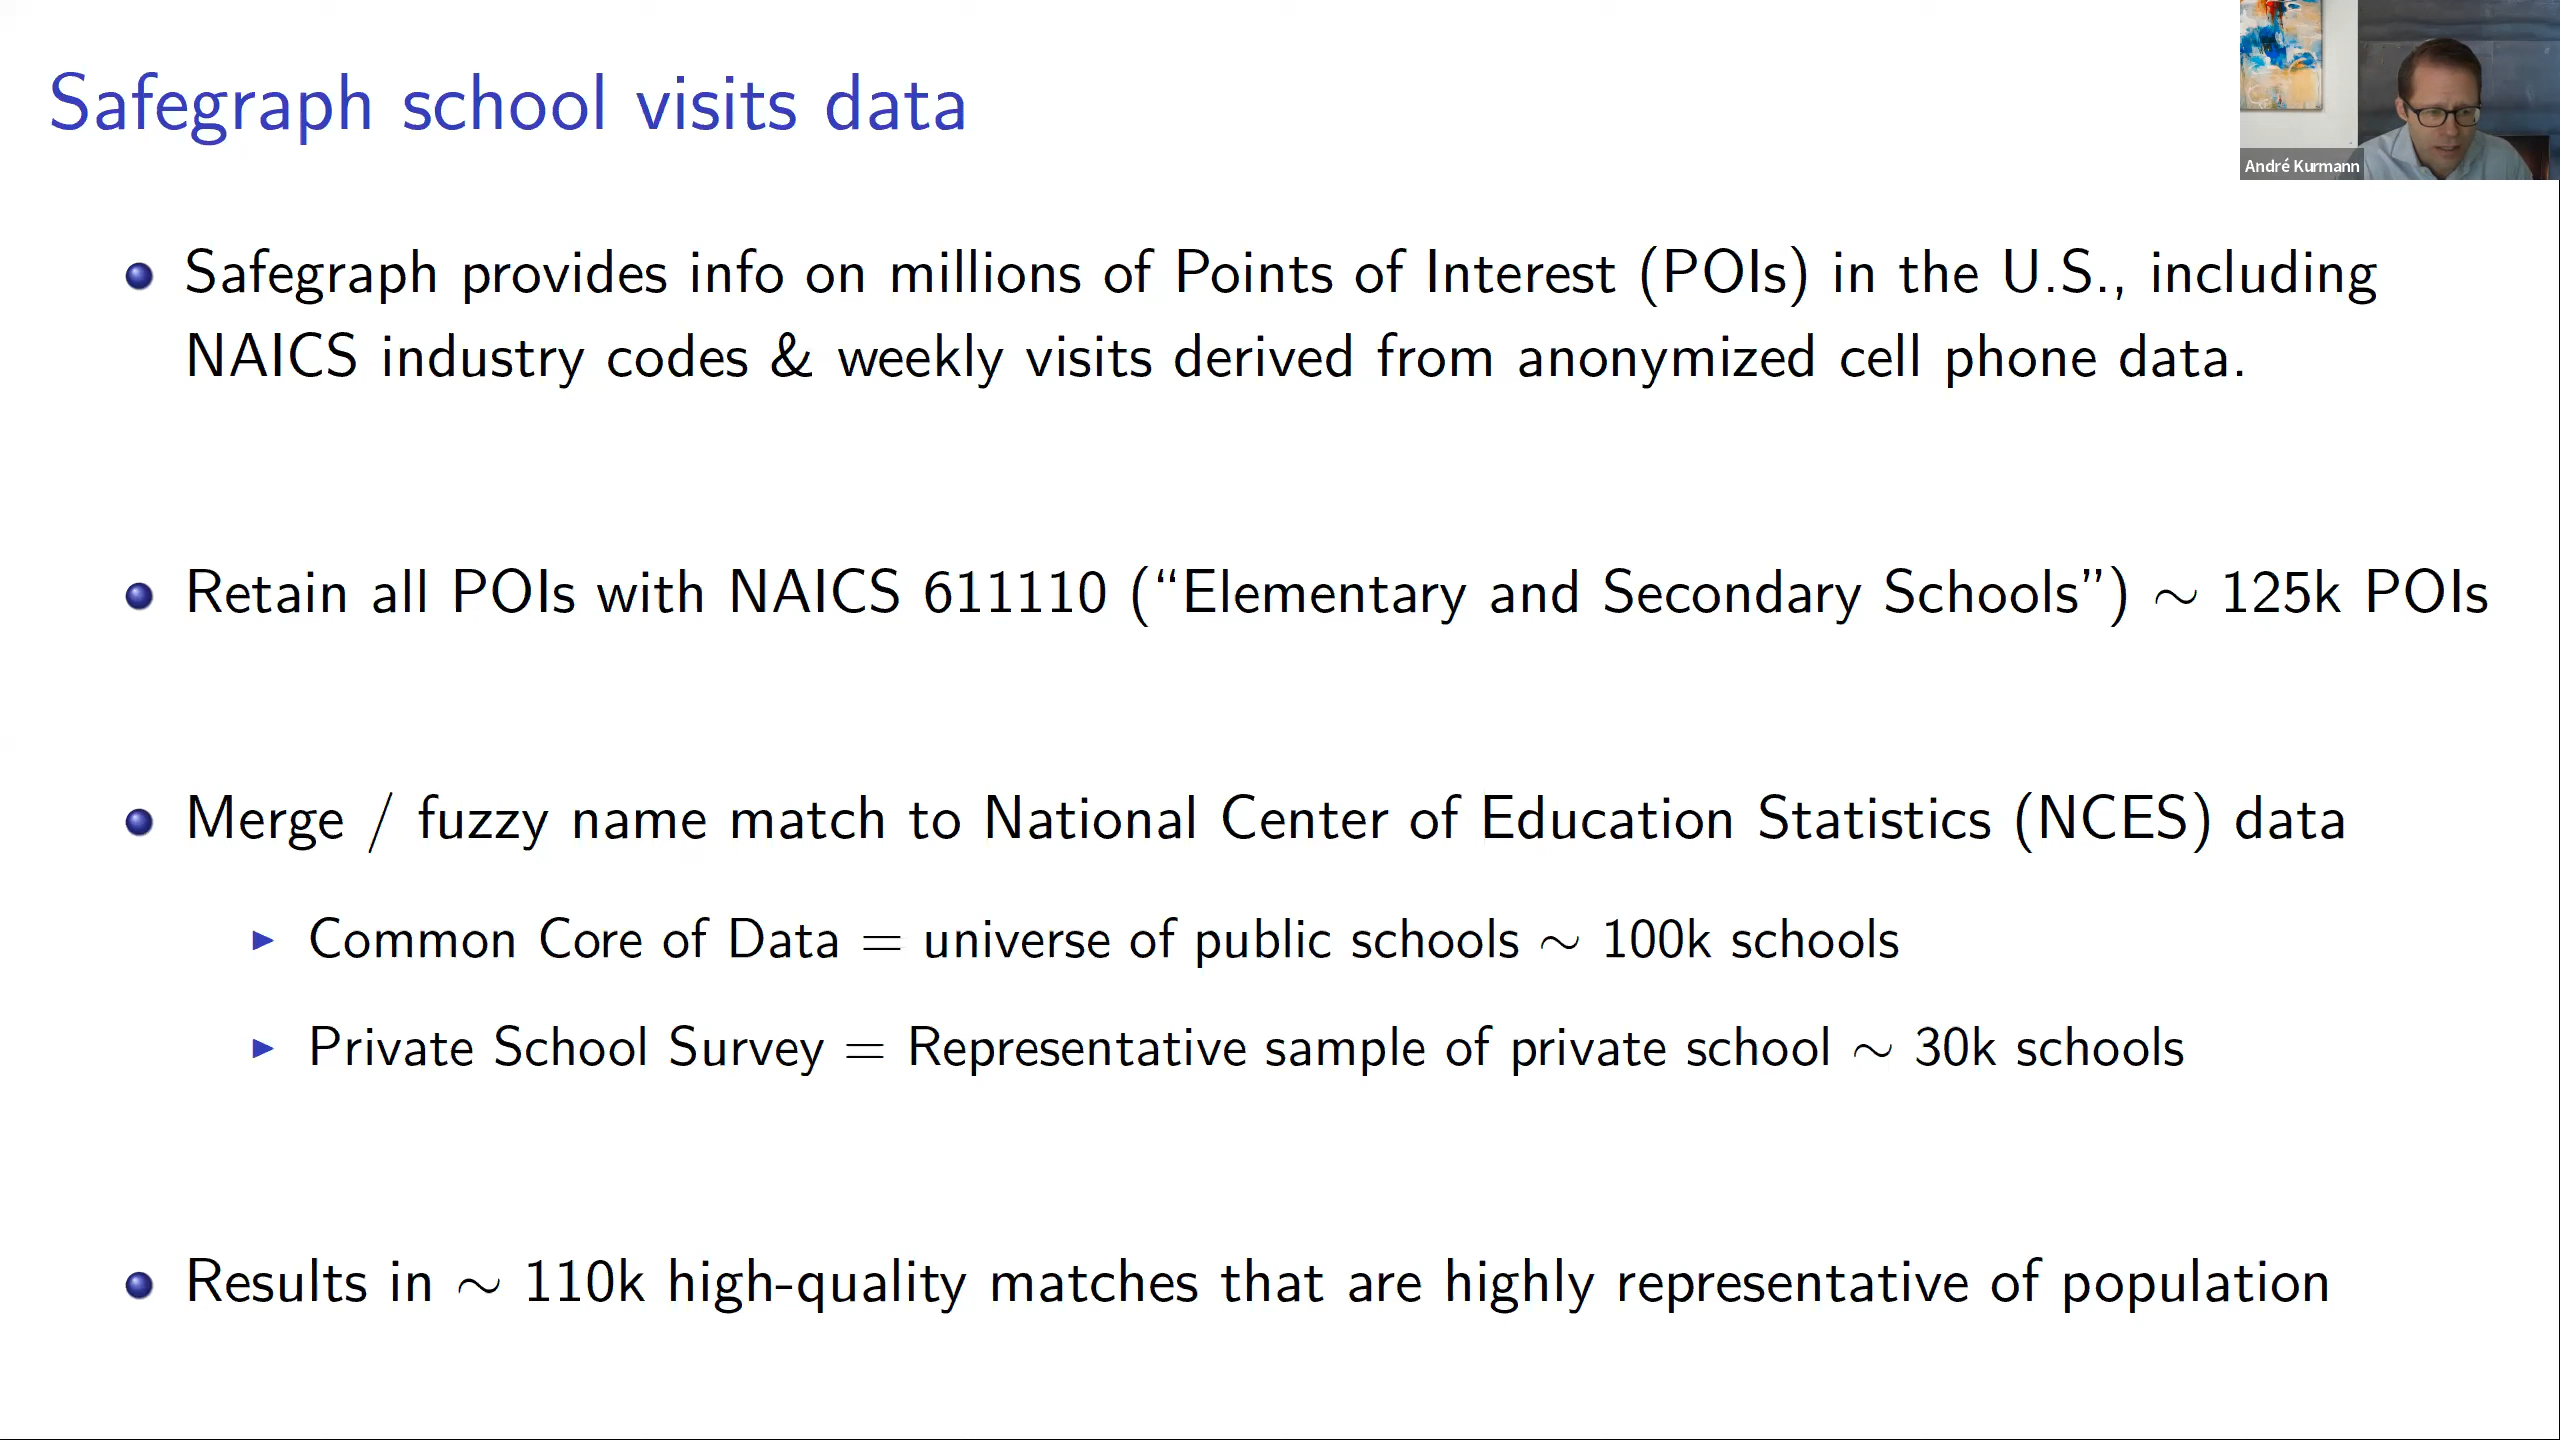 Safegraph school visits data
André Kurmann
Safegraph provides info on millions of Points of Interest (POIs) in the U.S., including
NAICS industry codes & weekly visits derived from anonymized cell phone data.
Retain all POIs with NAICS 611110 (“Elementary and Secondary Schools”) ∼ 125k POIs
Merge / fuzzy name match to National Center of Education Statistics (NCES) data
Common Core of Data = universe of public schools ∼ 100k schools
Private School Survey = Representative sample of private school ∼ 30k schools
Results in ∼ 110k high-quality matches that are highly representative of population